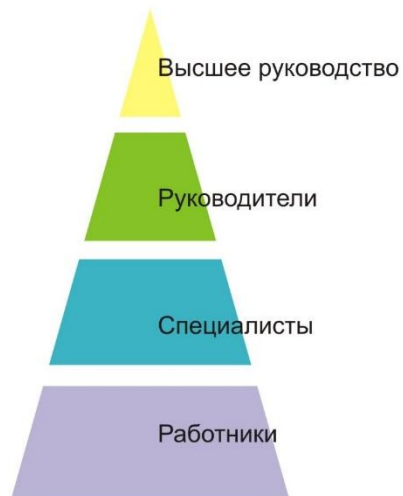 Высшее руководство
Руководители
Специалисты
Работники